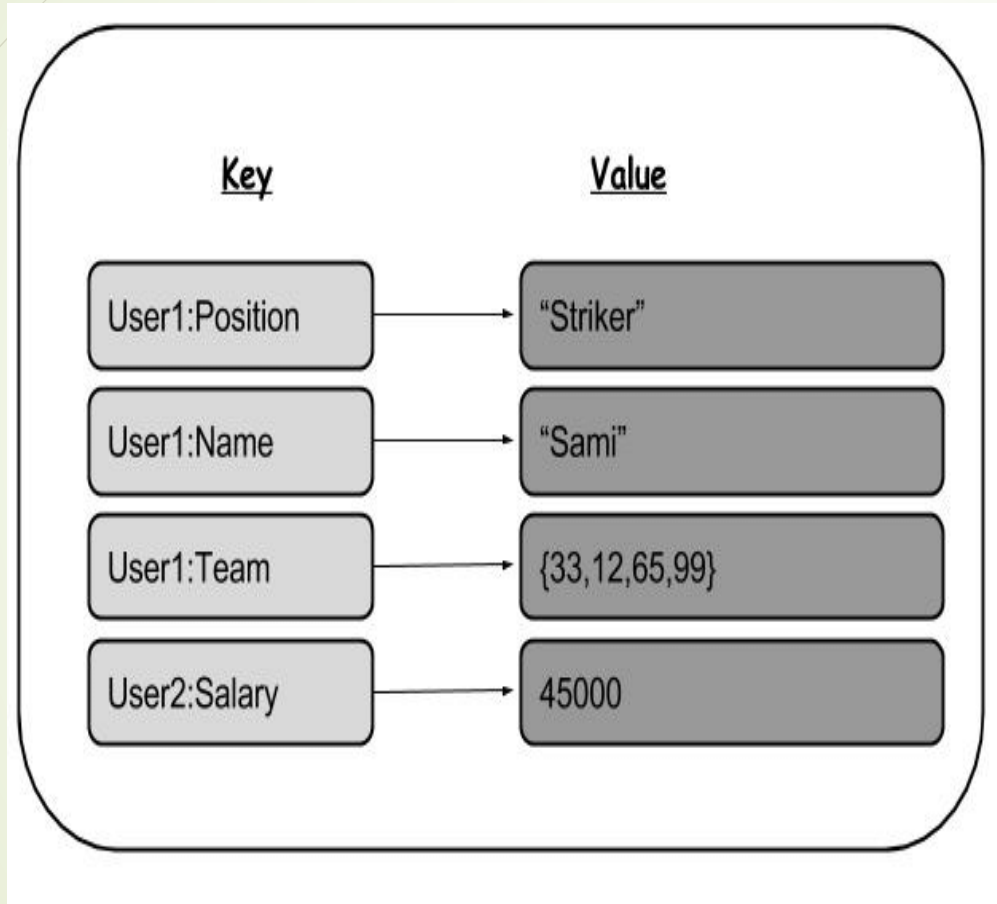 Key Value
User1:Position “Striker”
User1:Name “Sami”
User1:Team {33,12,65,99}
User2:Salary 45000